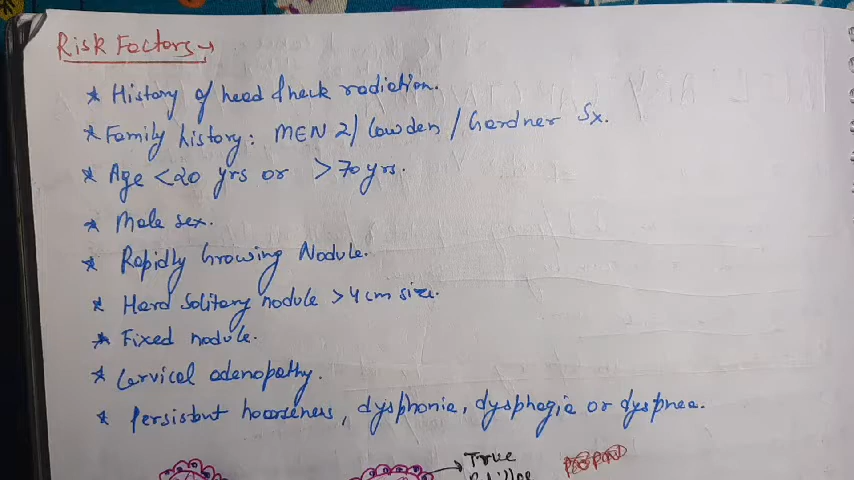 Risk Factors →
* History of head & neck radiation.
* Family history: MEN 2/ Cowden / Gardner Sx.
* Age <20 yrs or >70 yrs.
* Male sex.
* Rapidly Growing Nodule.
* Hard Solitary nodule >4 cm size.
* Fixed nodule.
* Cervical adenopathy.
* Persistent hoarseness, dysphonia, dysphagia or dyspnea.
True